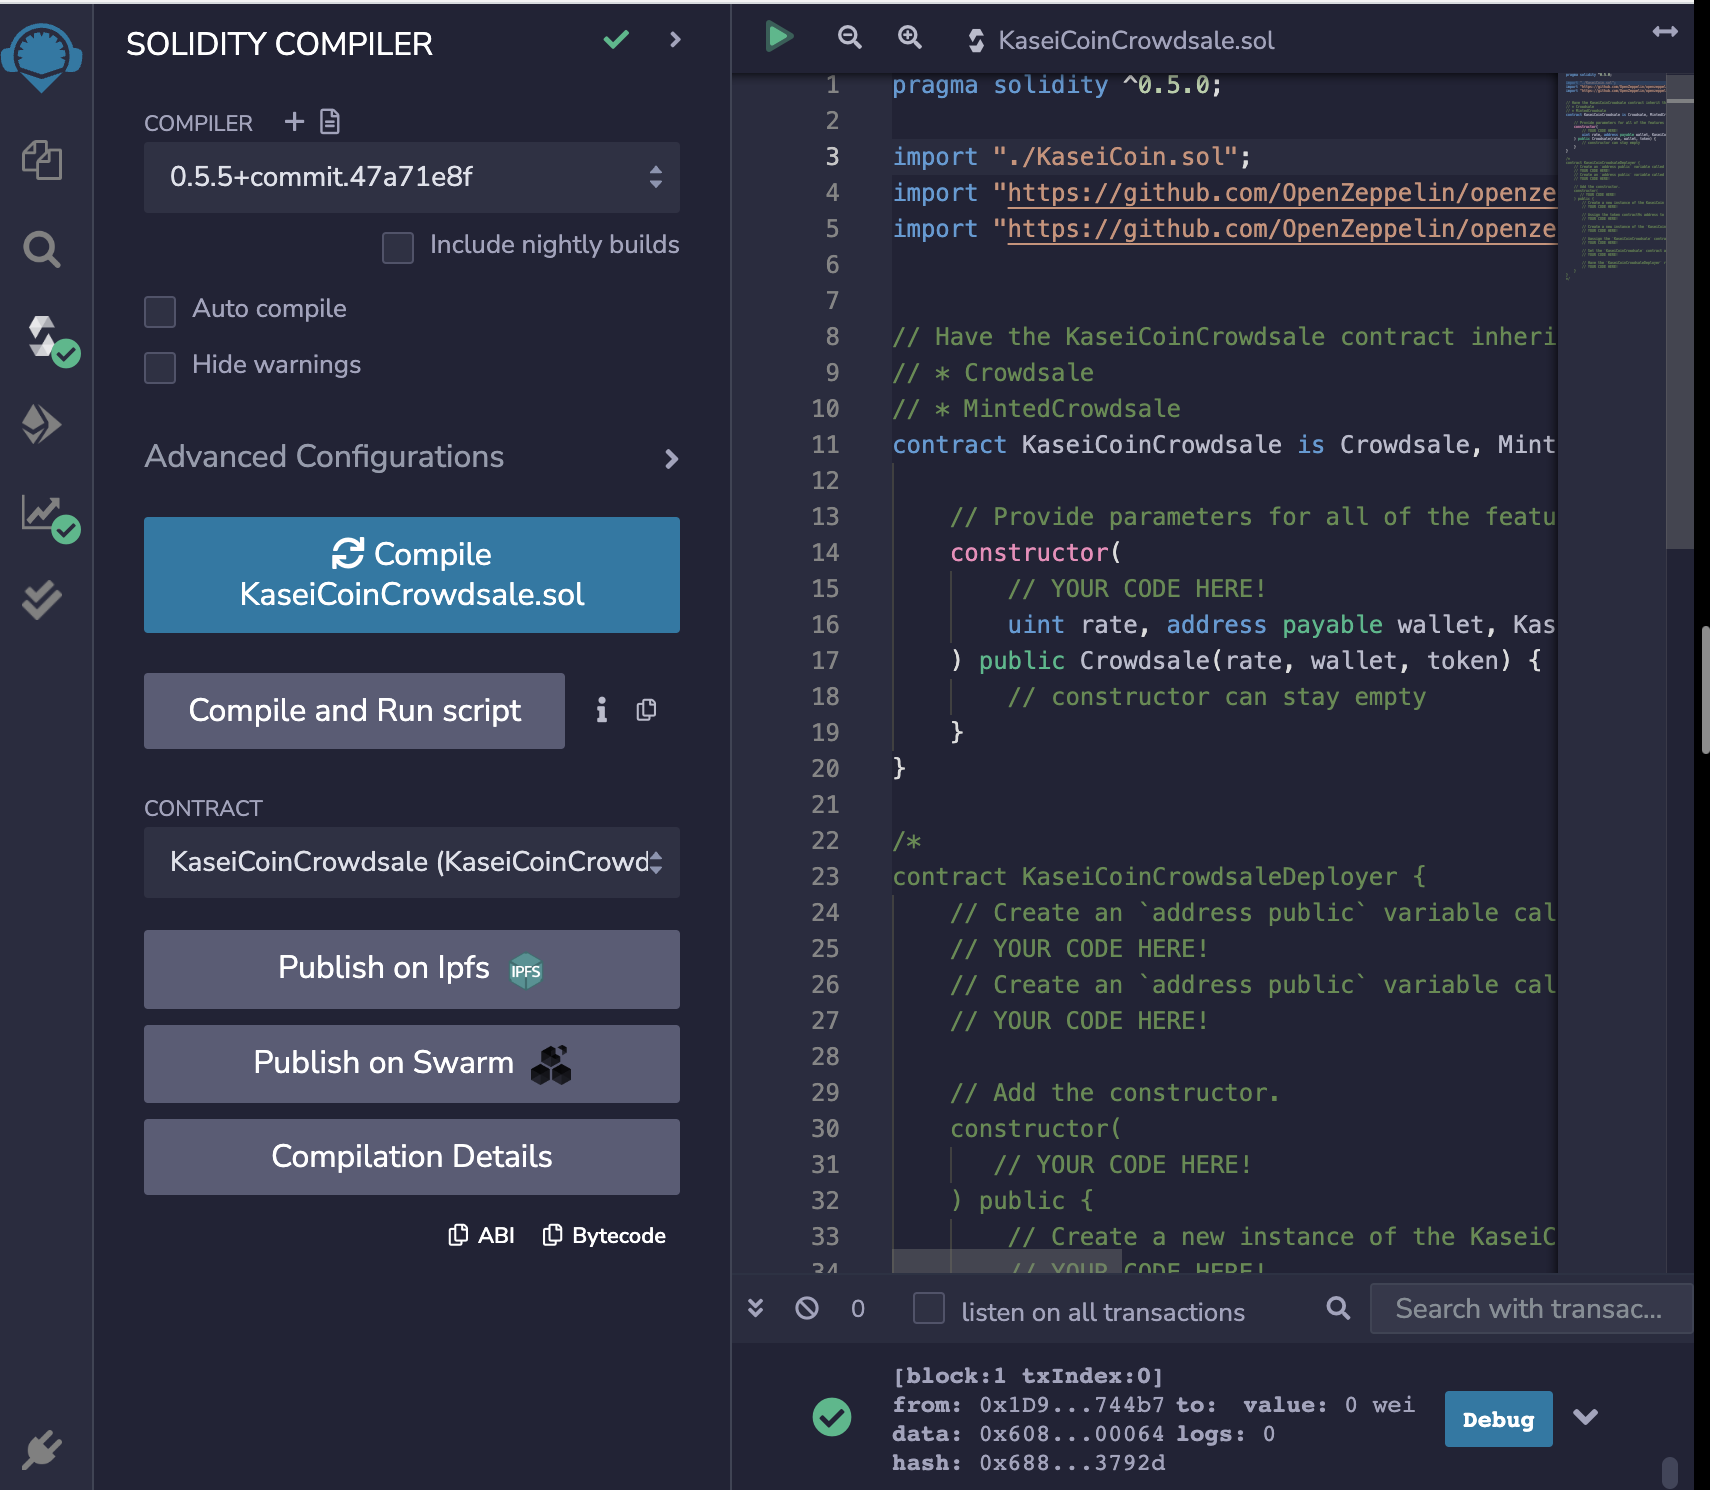 SOLIDITY COMPILER
COMPILER
0.5.5+commit.47a71e8f
Include nightly builds
Auto compile
Hide warnings
Advanced Configurations
Compile
KaseiCoinCrowdsale.sol
Compile and Run script
CONTRACT
KaseiCoinCrowdsale (KaseiCoinCrowd
Publish on Ipfs IPFS
Publish on Swarm
Compilation Details
ABI Bytecode
KaseiCoinCrowdsale.sol
1 pragma solidity ^0.5.0;
2
3 import "./KaseiCoin.sol";
4 import "https://github.com/OpenZeppelin/openze
5 import "https://github.com/OpenZeppelin/openze
6
7
8 // Have the KaseiCoinCrowdsale contract inheri
9 // * Crowdsale
10 // * MintedCrowdsale
11 contract KaseiCoinCrowdsale is Crowdsale, Mint
12
13 // Provide parameters for all of the featu
14 constructor(
15 // YOUR CODE HERE!
16 uint rate, address payable wallet, Kas
17 ) public Crowdsale(rate, wallet, token) {
18 // constructor can stay empty
19 }
20 }
21
22 /*
23 contract KaseiCoinCrowdsaleDeployer {
24 // Create an `address public` variable cal
25 // YOUR CODE HERE!
26 // Create an `address public` variable cal
27 // YOUR CODE HERE!
28
29 // Add the constructor.
30 constructor(
31 // YOUR CODE HERE!
32 ) public {
33 // Create a new instance of the KaseiC
34 // YOUR CODE HERE!
0 listen on all transactions Search with transac...
[block:1 txIndex:0]
from: 0x1D9...744b7 to: value: 0 wei
data: 0x608...00064 logs: 0
hash: 0x688...3792d
Debug